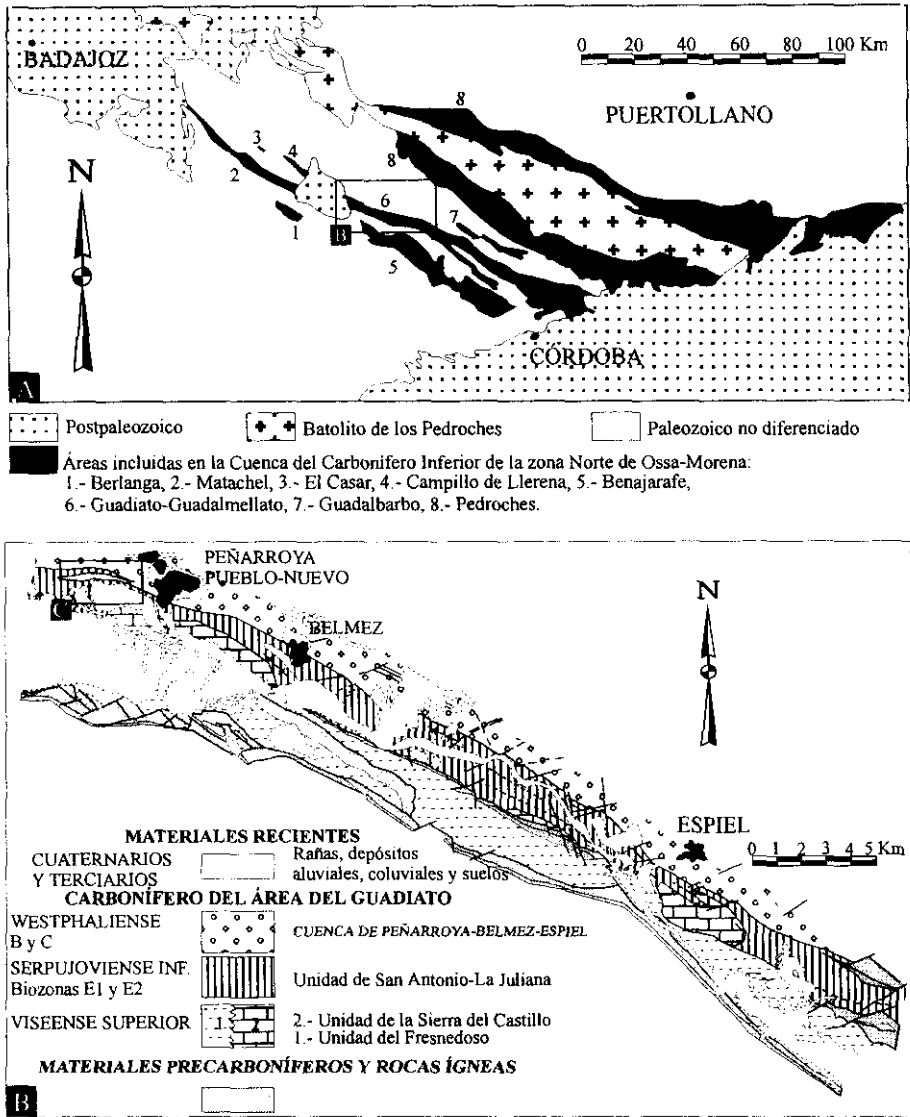 BADAJOZ
0 20 40 60 80 100 Km
PUERTOLLANO
8
3
4
8
2
N
6
7
1
B
5
CÓRDOBA
A
Postpaleozoico
Batolito de los Pedroches
Paleozoico no diferenciado
Áreas incluidas en la Cuenca del Carbonífero Inferior de la zona Norte de Ossa-Morena:
1.- Berlanga, 2.- Matachel, 3.- El Casar, 4.- Campillo de Llerena, 5.- Benajarafe,
6.- Guadiato-Guadalmellato, 7.- Guadalbarbo, 8.- Pedroches.
PEÑARROYA
PUEBLO-NUEVO
C
BELMEZ
N
ESPIEL
0 1 2 3 4 5 Km
MATERIALES RECIENTES
CUATERNARIOS
Y TERCIARIOS
Rañas, depósitos
aluviales, coluviales y suelos
CARBONÍFERO DEL ÁREA DEL GUADIATO
WESTPHALIENSE
B y C
CUENCA DE PEÑARROYA-BELMEZ-ESPIEL
SERPUJOVIENSE INF.
Biozonas E1 y E2
Unidad de San Antonio-La Juliana
VISEENSE SUPERIOR
1
2
2.- Unidad de la Sierra del Castillo
1.- Unidad del Fresnedoso
MATERIALES PRECARBONÍFEROS Y ROCAS ÍGNEAS
B